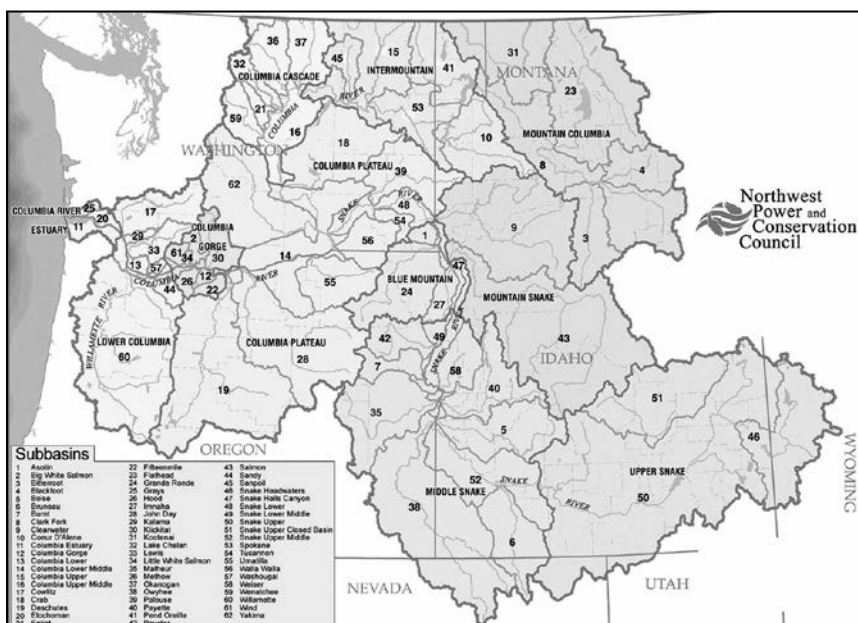 36
37
45
15
31
41
MONTANA
32
COLUMBIA CASCADE
INTERMOUNTAIN
23
RIVER
21
53
59
COLUMBIA
16
18
10
MOUNTAIN COLUMBIA
WASHINGTON
COLUMBIA PLATEAU
39
8
4
62
SNAKE
RIVER
48
COLUMBIA RIVER
25
20
17
54
ESTUARY
11
COLUMBIA
29
2
GORGE
56
1
9
3
Northwest
Power and
Conservation
Council
33
61
34
30
14
13
57
12
COLUMBIA
26
RIVER
BLUE MOUNTAIN
47
44
22
55
24
MOUNTAIN SNAKE
27
WILLAMETTE
RIVER
LOWER COLUMBIA
COLUMBIA PLATEAU
42
49
SNAKE
RIVER
43
IDAHO
60
28
7
58
19
35
40
51
5
46
OREGON
UPPER SNAKE
WYOMING
52
SNAKE
MIDDLE SNAKE
RIVER
50
38
6
NEVADA
UTAH
Subbasins
1 Asotin
2 Big White Salmon
3 Bitterroot
4 Blackfoot
5 Boise
6 Bruneau
7 Burnt
8 Clark Fork
9 Clearwater
10 Coeur D'Alene
11 Columbia Estuary
12 Columbia Gorge
13 Columbia Lower
14 Columbia Lower Middle
15 Columbia Upper
16 Columbia Upper Middle
17 Cowlitz
18 Crab
19 Deschutes
20 Elochoman
22 Fifteenmile
23 Flathead
24 Grande Ronde
25 Grays
26 Hood
27 Imnaha
28 John Day
29 Kalama
30 Klickitat
31 Kootenai
32 Lake Chelan
33 Lewis
34 Little White Salmon
35 Malheur
36 Methow
37 Okanogan
38 Owyhee
39 Palouse
40 Payette
41 Pend Oreille
43 Salmon
44 Sandy
45 Sanpoil
46 Snake Headwaters
47 Snake Hells Canyon
48 Snake Lower
49 Snake Lower Middle
50 Snake Upper
51 Snake Upper Closed Basin
52 Snake Upper Middle
53 Spokane
54 Tucannon
55 Umatilla
56 Walla Walla
57 Washougal
58 Weiser
59 Wenatchee
60 Willamette
61 Wind
62 Yakima